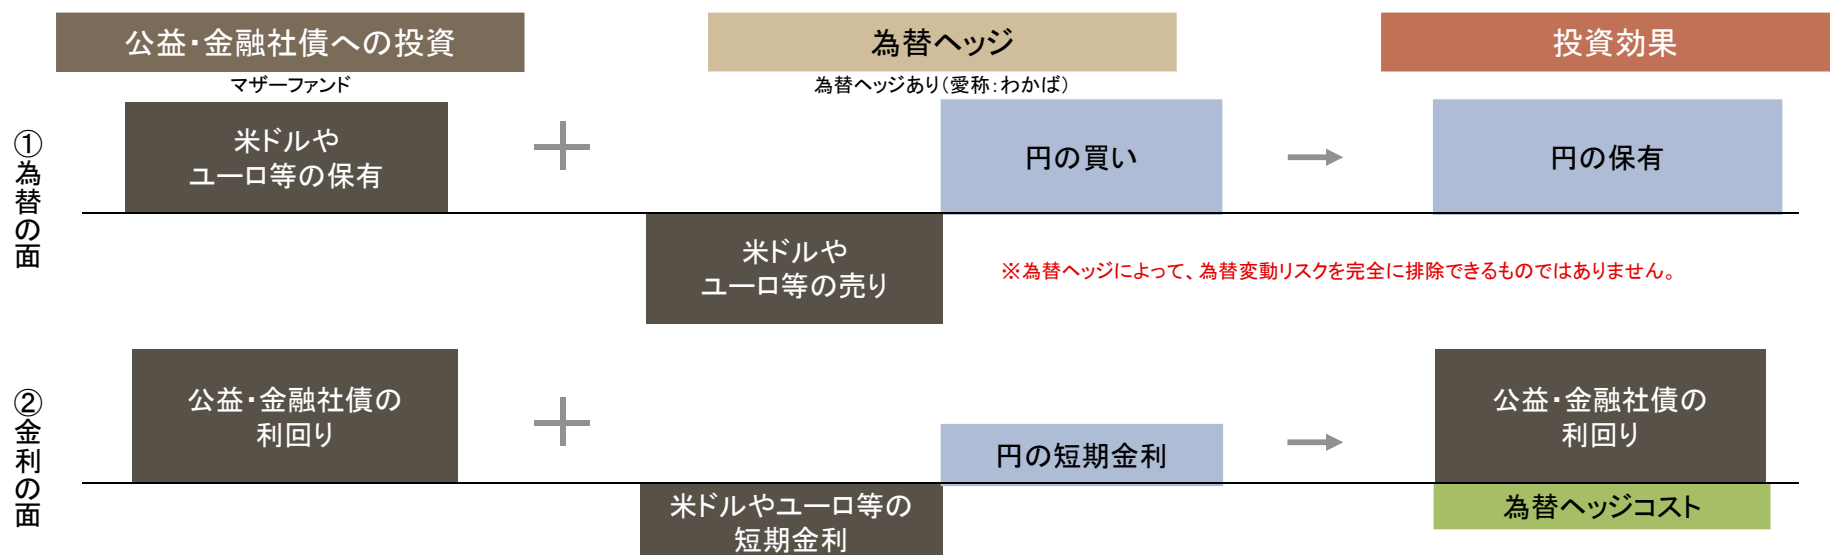 公益・金融社債への投資
為替ヘッジ
投資効果
マザーファンド
為替ヘッジあり(愛称:わかば)
①為替の面
米ドルや
ユーロ等の保有
+
円の買い
→
円の保有
米ドルや
ユーロ等の売り
※為替ヘッジによって、為替変動リスクを完全に排除できるものではありません。
②金利の面
公益・金融社債の
利回り
+
円の短期金利
→
公益・金融社債の
利回り
米ドルやユーロ等の
短期金利
為替ヘッジコスト